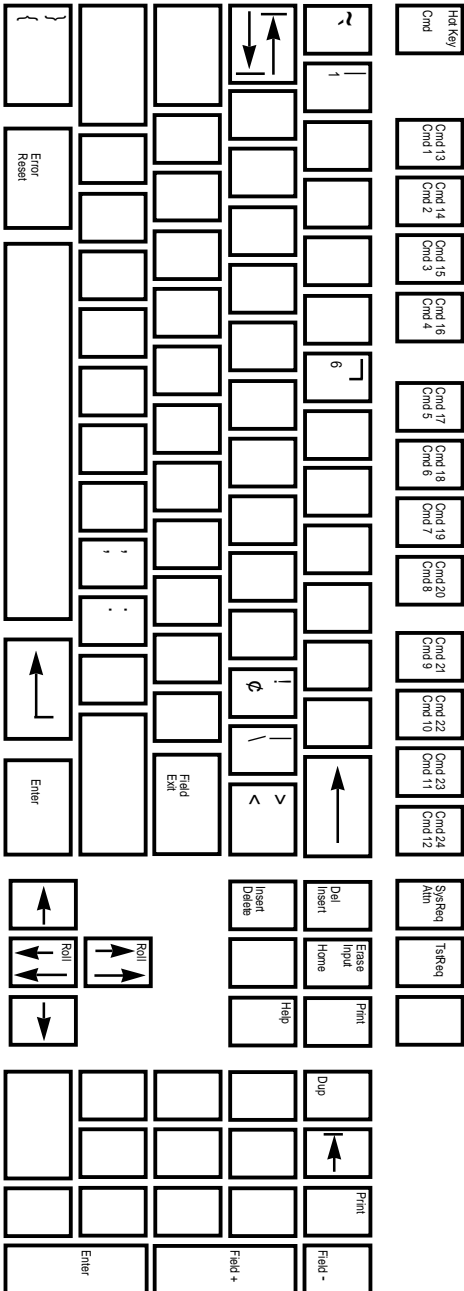 Hot Key
Cmd
Cmd 13
Cmd 1
Cmd 14
Cmd 2
Cmd 15
Cmd 3
Cmd 16
Cmd 4
Cmd 17
Cmd 5
Cmd 18
Cmd 6
Cmd 19
Cmd 7
Cmd 20
Cmd 8
Cmd 21
Cmd 9
Cmd 22
Cmd 10
Cmd 23
Cmd 11
Cmd 24
Cmd 12
SysReq
Attn
TstReq
~
|
1
¬
6
Del
Insert
Erase
Input
Home
Print
Dup
Print
Field -
!
¢
|
\
>
<
Insert
Delete
Help
Field
Exit
Field +
,
,
.
Roll
Enter
}
{
Error
Reset
Enter
Roll